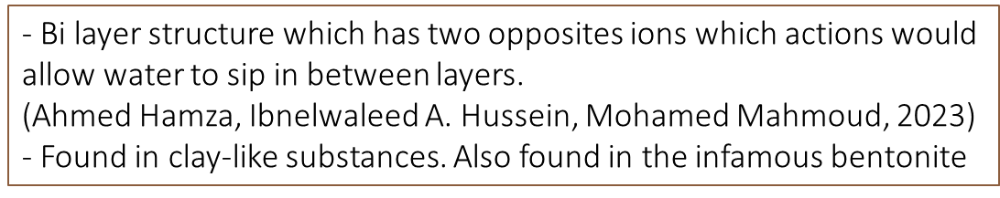 - Bi layer structure which has two opposites ions which actions would
allow water to sip in between layers.
(Ahmed Hamza, Ibnelwaleed A. Hussein, Mohamed Mahmoud, 2023)
- Found in clay-like substances. Also found in the infamous bentonite